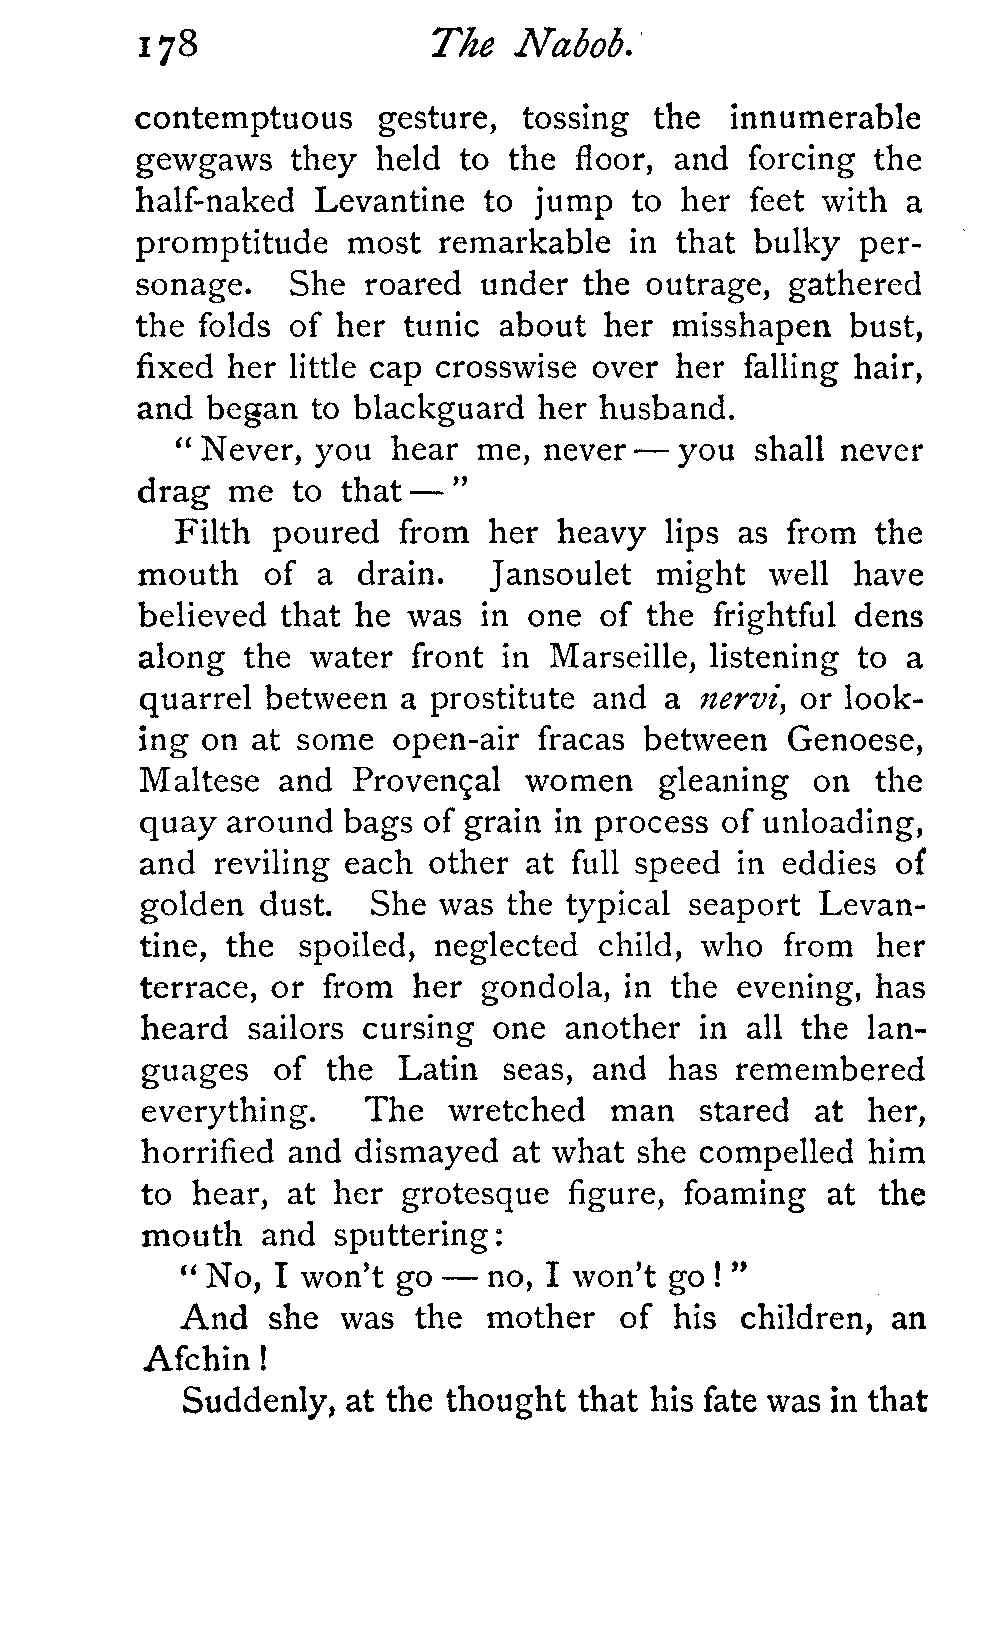 178 The Nabob.
contemptuous gesture, tossing the innumerable
gewgaws they held to the floor, and forcing the
half-naked Levantine to jump to her feet with a
promptitude most remarkable in that bulky per-
sonage. She roared under the outrage, gathered
the folds of her tunic about her misshapen bust,
fixed her little cap crosswise over her falling hair,
and began to blackguard her husband.
“Never, you hear me, never — you shall never
drag me to that — ”
Filth poured from her heavy lips as from the
mouth of a drain. Jansoulet might well have
believed that he was in one of the frightful dens
along the water front in Marseille, listening to a
quarrel between a prostitute and a nervi, or look-
ing on at some open-air fracas between Genoese,
Maltese and Provençal women gleaning on the
quay around bags of grain in process of unloading,
and reviling each other at full speed in eddies of
golden dust. She was the typical seaport Levan-
tine, the spoiled, neglected child, who from her
terrace, or from her gondola, in the evening, has
heard sailors cursing one another in all the lan-
guages of the Latin seas, and has remembered
everything. The wretched man stared at her,
horrified and dismayed at what she compelled him
to hear, at her grotesque figure, foaming at the
mouth and sputtering:
“No, I won't go — no, I won't go!”
And she was the mother of his children, an
Afchin!
Suddenly, at the thought that his fate was in that